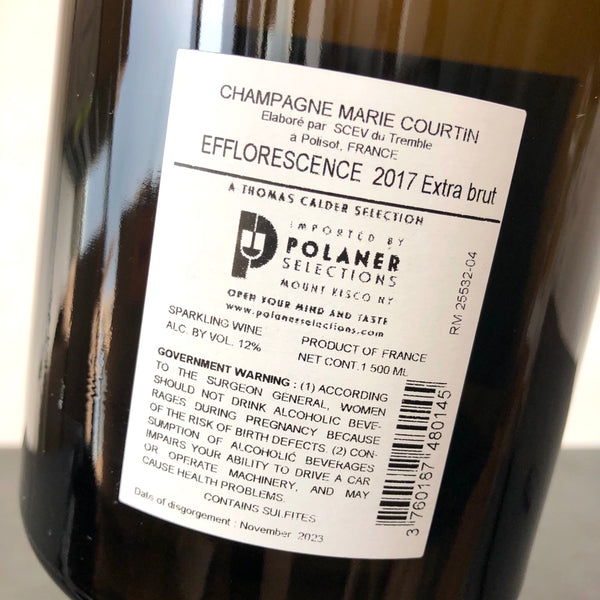 CHAMPAGNE MARIE COURTIN
Elaboré par SCEV du Tremble
à Polisot, FRANCE
EFFLORESCENCE 2017 Extra brut
A THOMAS CALDER SELECTION
IMPORTED BY
POLANER
SELECTIONS
MOUNT KISCO NY
OPEN YOUR MIND AND TASTE
www.polanerselections.com
SPARKLING WINE
ALC. BY VOL. 12%
PRODUCT OF FRANCE
NET CONT.1 500 ML
GOVERNMENT WARNING : (1) ACCORDING
TO THE SURGEON GENERAL, WOMEN
SHOULD NOT DRINK ALCOHOLIC BEVE-
RAGES DURING PREGNANCY BECAUSE
OF THE RISK OF BIRTH DEFECTS. (2) CON-
SUMPTION OF ALCOHOLIC BEVERAGES
IMPAIRS YOUR ABILITY TO DRIVE A CAR
OR OPERATE MACHINERY, AND MAY
CAUSE HEALTH PROBLEMS.
CONTAINS SULFITES
Date of disgorgement : November 2023
RM 25532-04
3 760187 480145